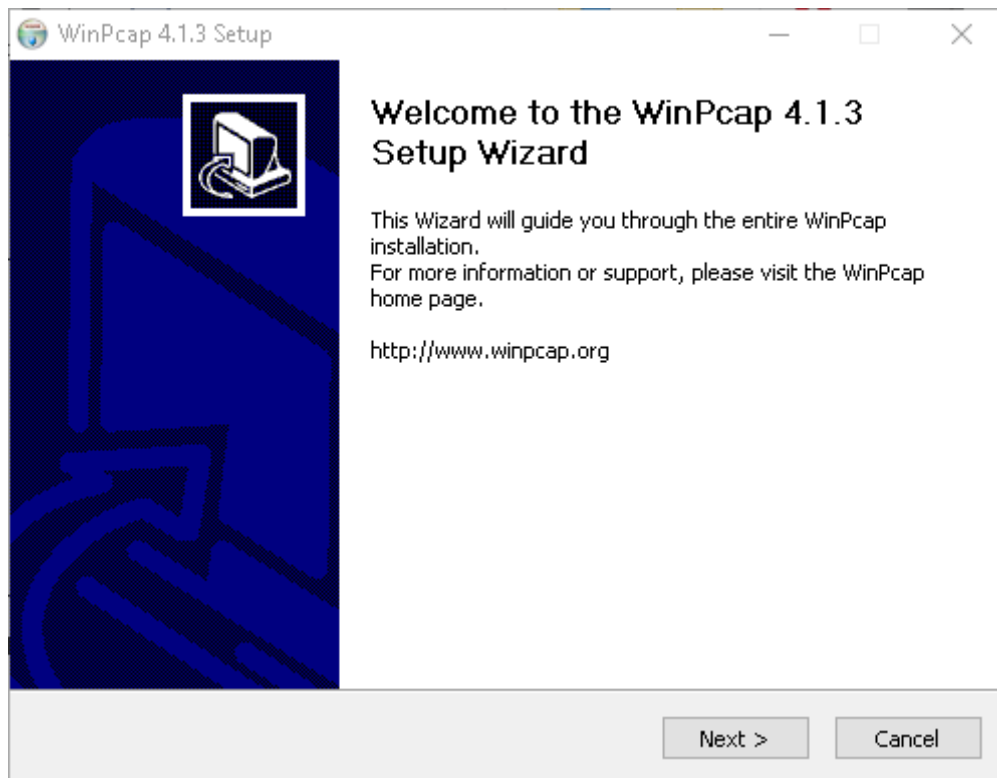 WinPcap 4.1.3 Setup
Welcome to the WinPcap 4.1.3
Setup Wizard
This Wizard will guide you through the entire WinPcap
installation.
For more information or support, please visit the WinPcap
home page.
http://www.winpcap.org
Next >
Cancel